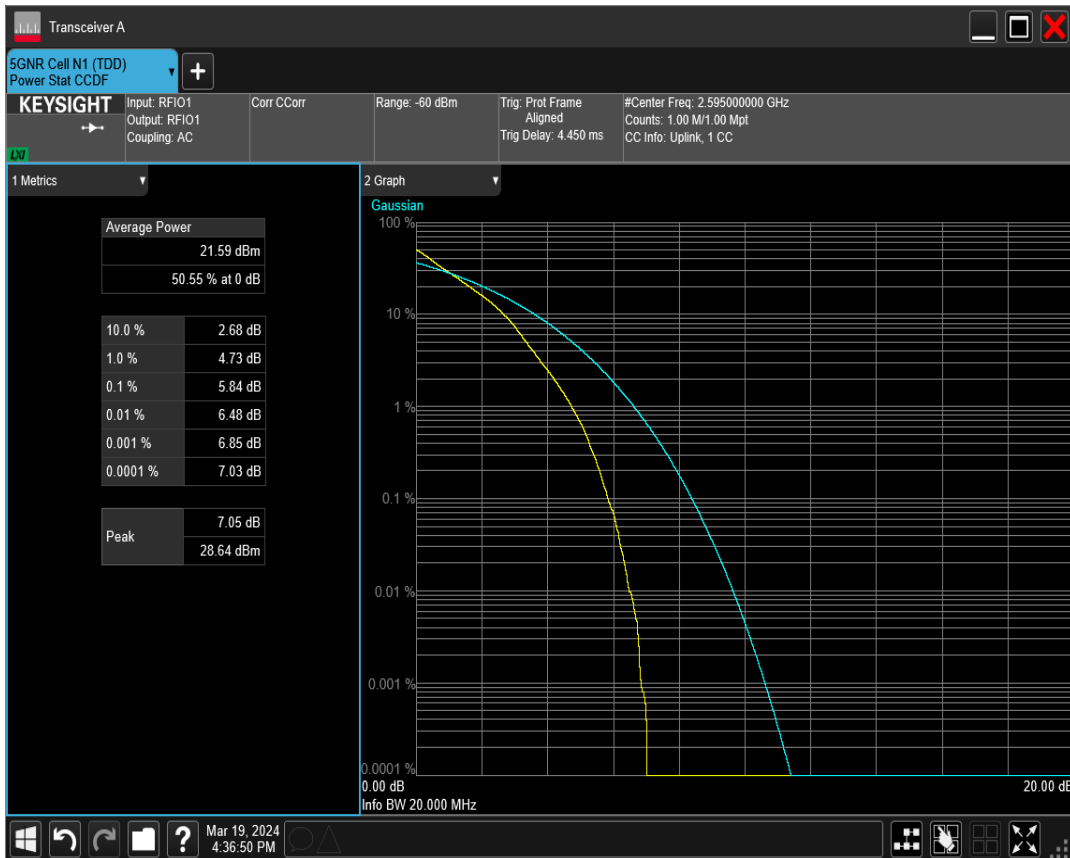 Transceiver A
5GNR Cell N1 (TDD)
Power Stat CCDF
+
KEYSIGHT
LXI
Input: RFIO1
Output: RFIO1
Coupling: AC
Corr CCorr
Range: -60 dBm
Trig: Prot Frame
Aligned
Trig Delay: 4.450 ms
#Center Freq: 2.595000000 GHz
Counts: 1.00 M/1.00 Mpt
CC Info: Uplink, 1 CC
1 Metrics
Average Power
21.59 dBm
50.55 % at 0 dB
10.0 % 2.68 dB
1.0 % 4.73 dB
0.1 % 5.84 dB
0.01 % 6.48 dB
0.001 % 6.85 dB
0.0001 % 7.03 dB
Peak 7.05 dB
28.64 dBm
2 Graph
Gaussian
100 %
10 %
1 %
0.1 %
0.01 %
0.001 %
0.0001 %
0.00 dB 20.00 dB
Info BW 20.000 MHz
? Mar 19, 2024
4:36:50 PM